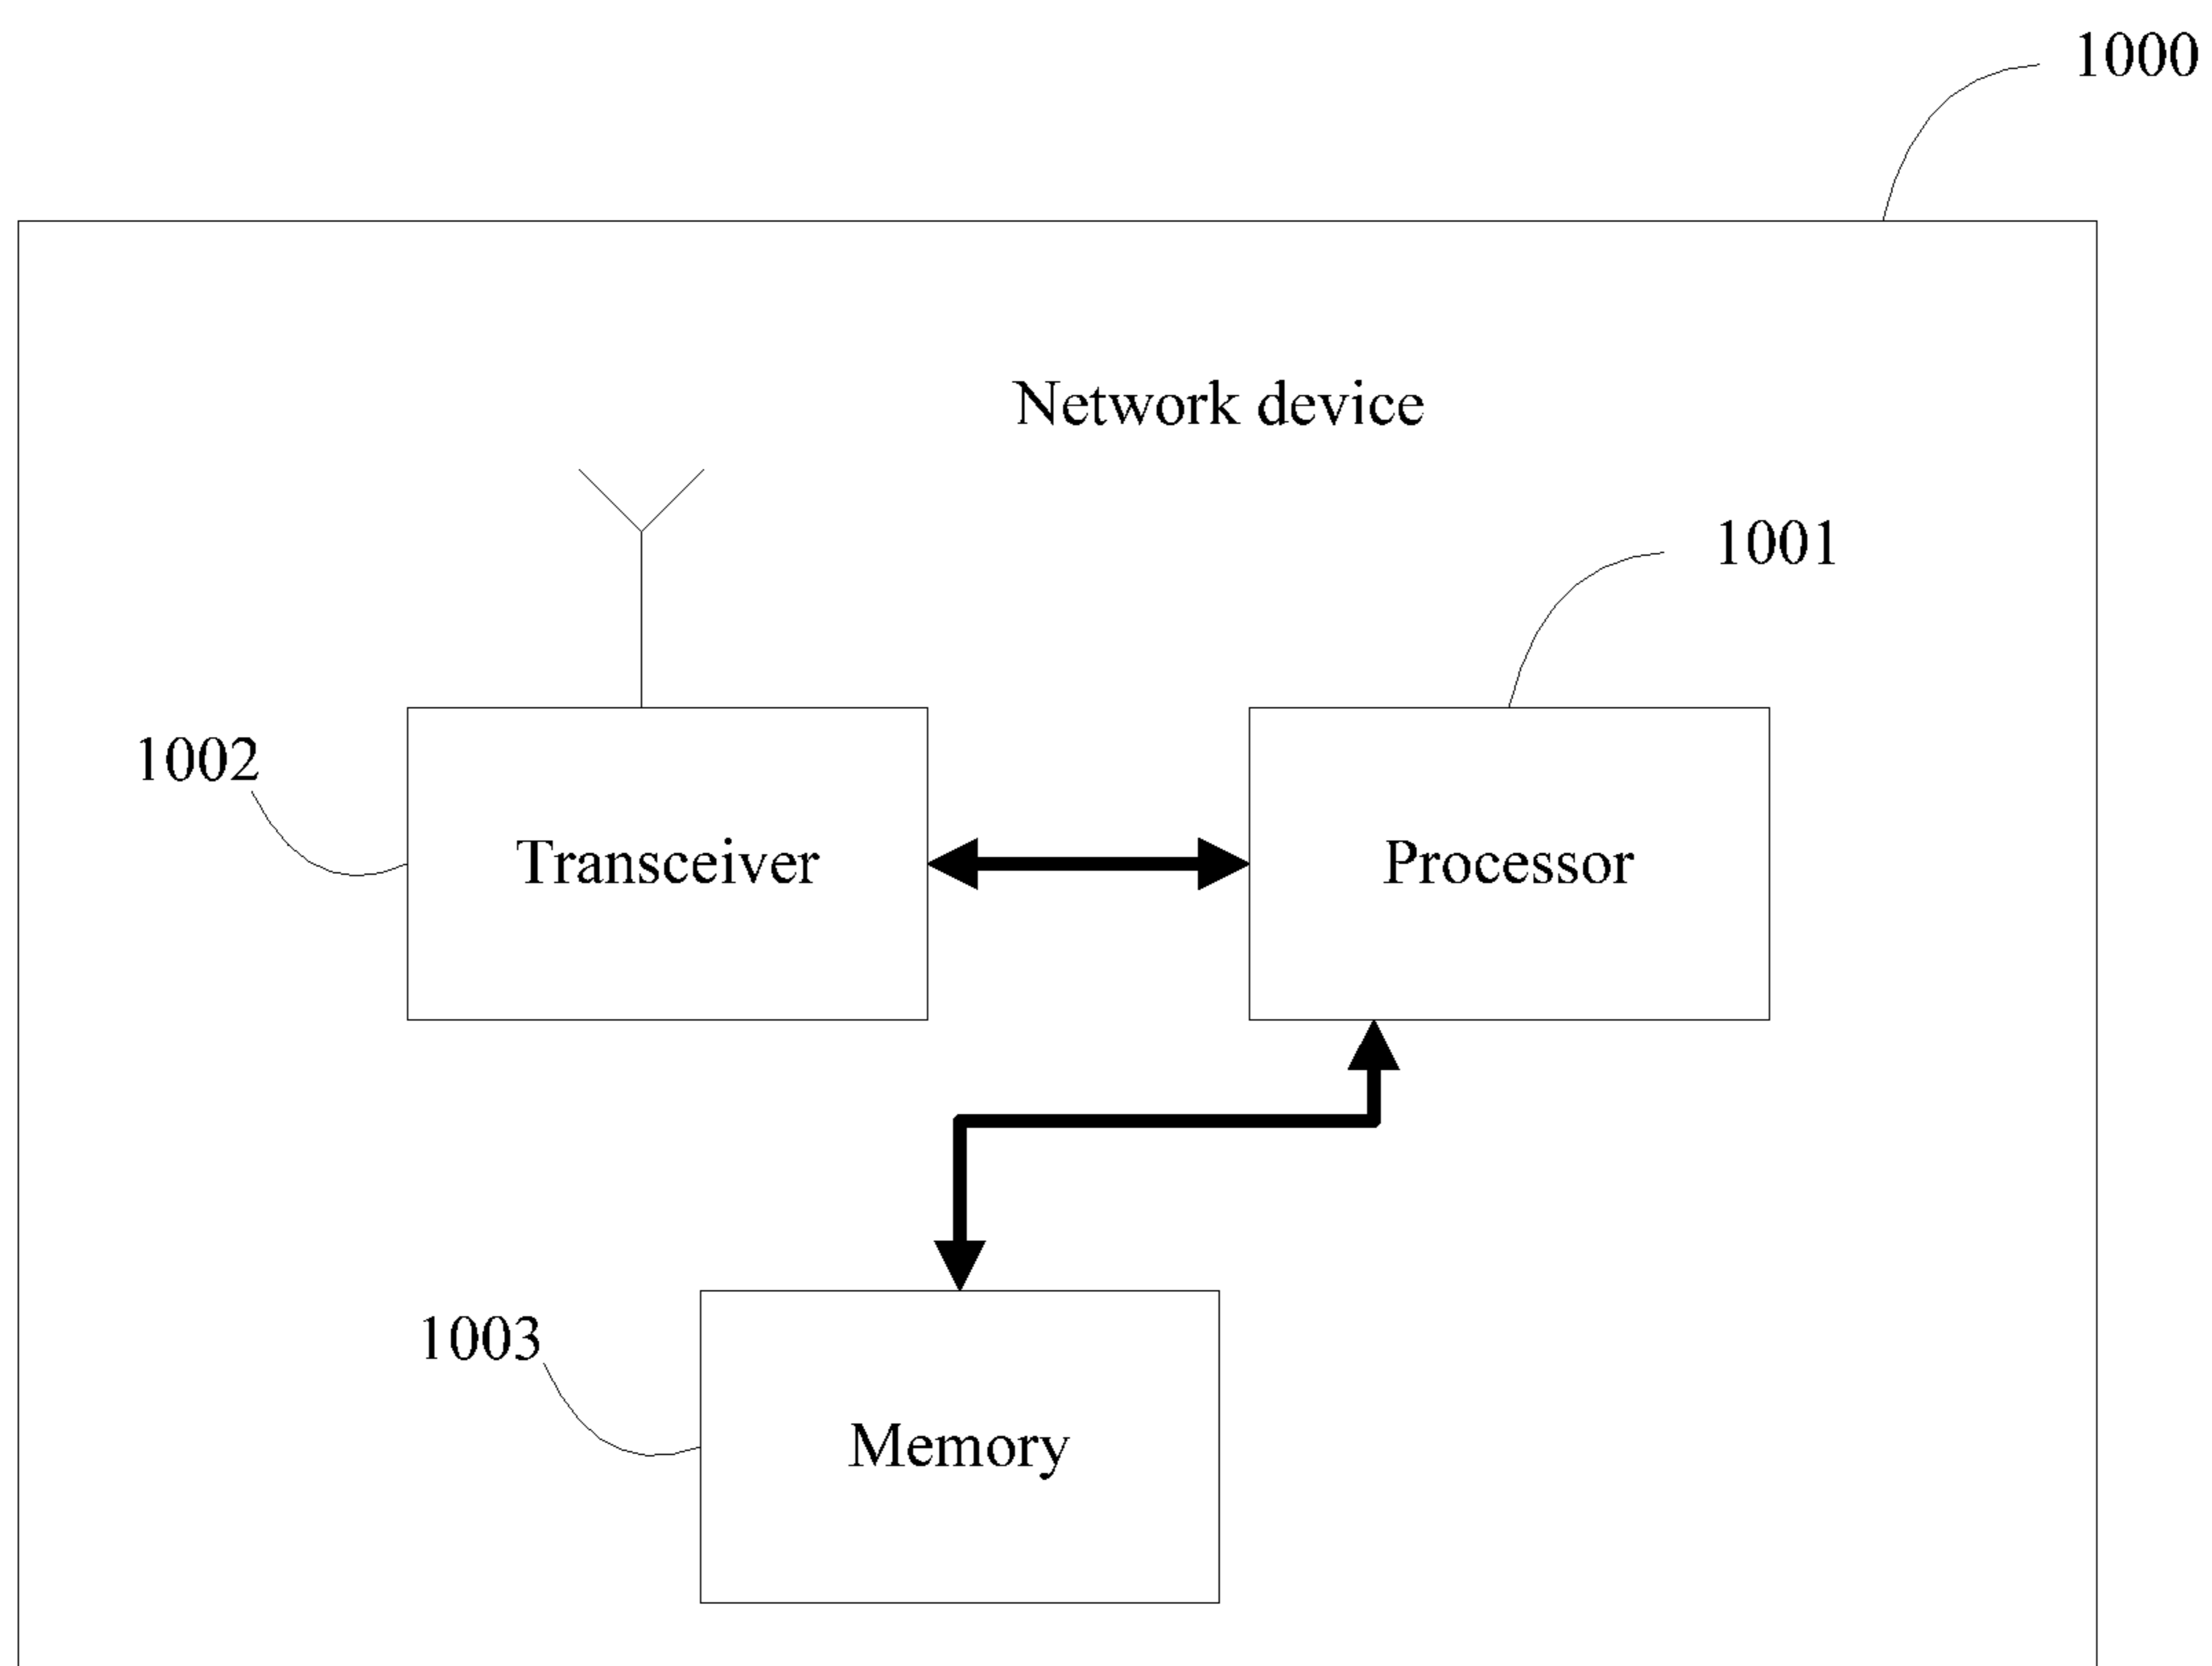 1000
Network device
1001
1002
Transceiver
Processor
1003
Memory